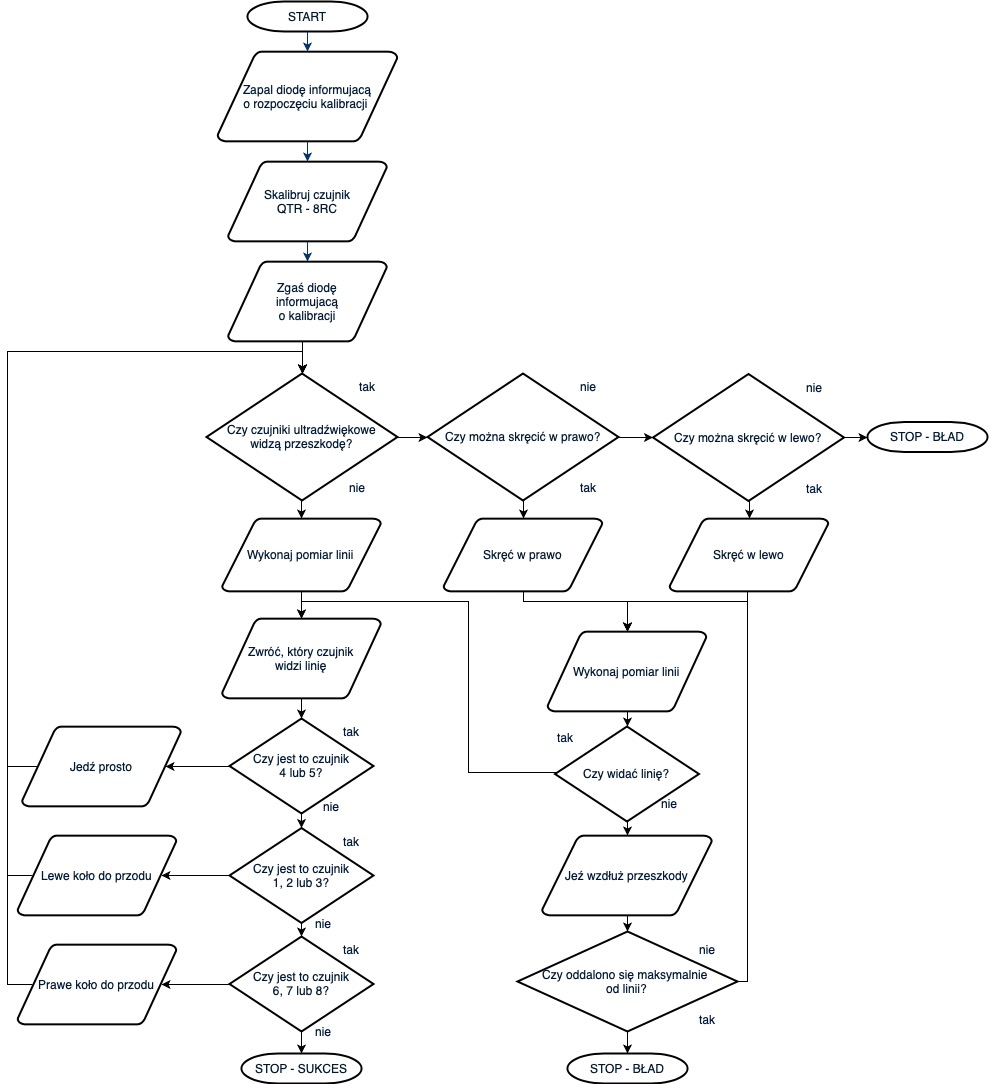 START
Zapal diodę informujacą
o rozpoczęciu kalibracji
Skalibruj czujnik
QTR - 8RC
Zgaś diodę
informującą
o kalibracji
tak
nie
nie
Czy czujniki ultradźwiękowe
widzą przeszkodę?
Czy można skręcić w prawo?
Czy można skręcić w lewo?
STOP - BŁAD
nie
tak
tak
Wykonaj pomiar linii
Skręć w prawo
Skręć w lewo
Zwróć, który czujnik
widzi linię
Wykonaj pomiar linii
tak
tak
Jedź prosto
Czy jest to czujnik
4 lub 5?
Czy widać linię?
nie
nie
tak
Lewe koło do przodu
Czy jest to czujnik
1, 2 lub 3?
Jeź wzdłuż przeszkody
nie
tak
nie
Prawe koło do przodu
Czy jest to czujnik
6, 7 lub 8?
Czy oddalono się maksymalnie
od linii?
nie
tak
STOP - SUKCES
STOP - BŁAD